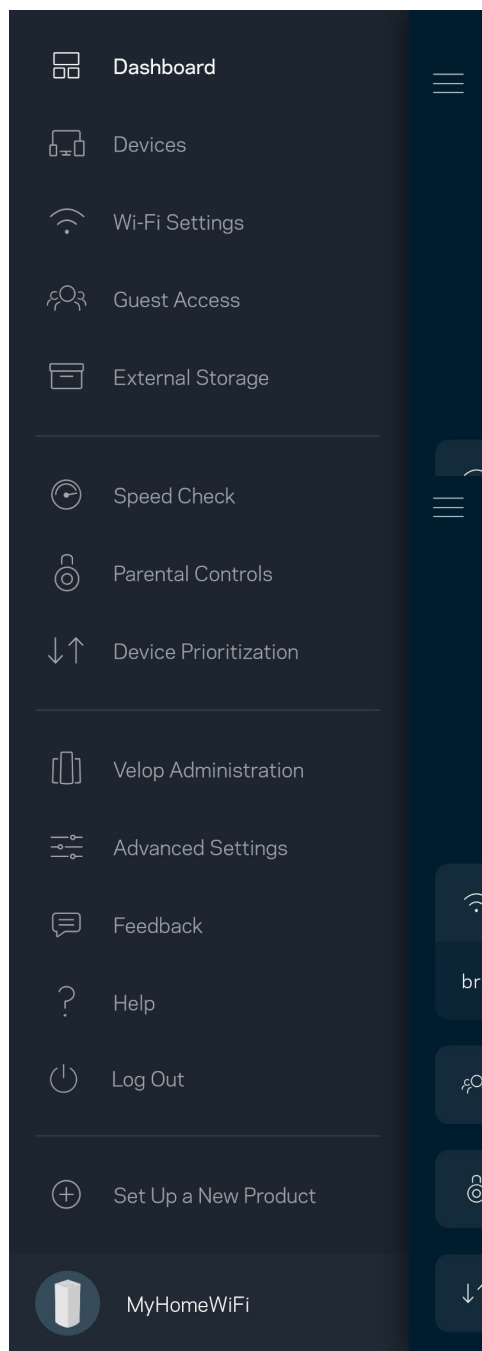 Dashboard
Devices
Wi-Fi Settings
Guest Access
External Storage
Speed Check
Parental Controls
Device Prioritization
Velop Administration
Advanced Settings
Feedback
br
Help
Log Out
Set Up a New Product
MyHomeWiFi